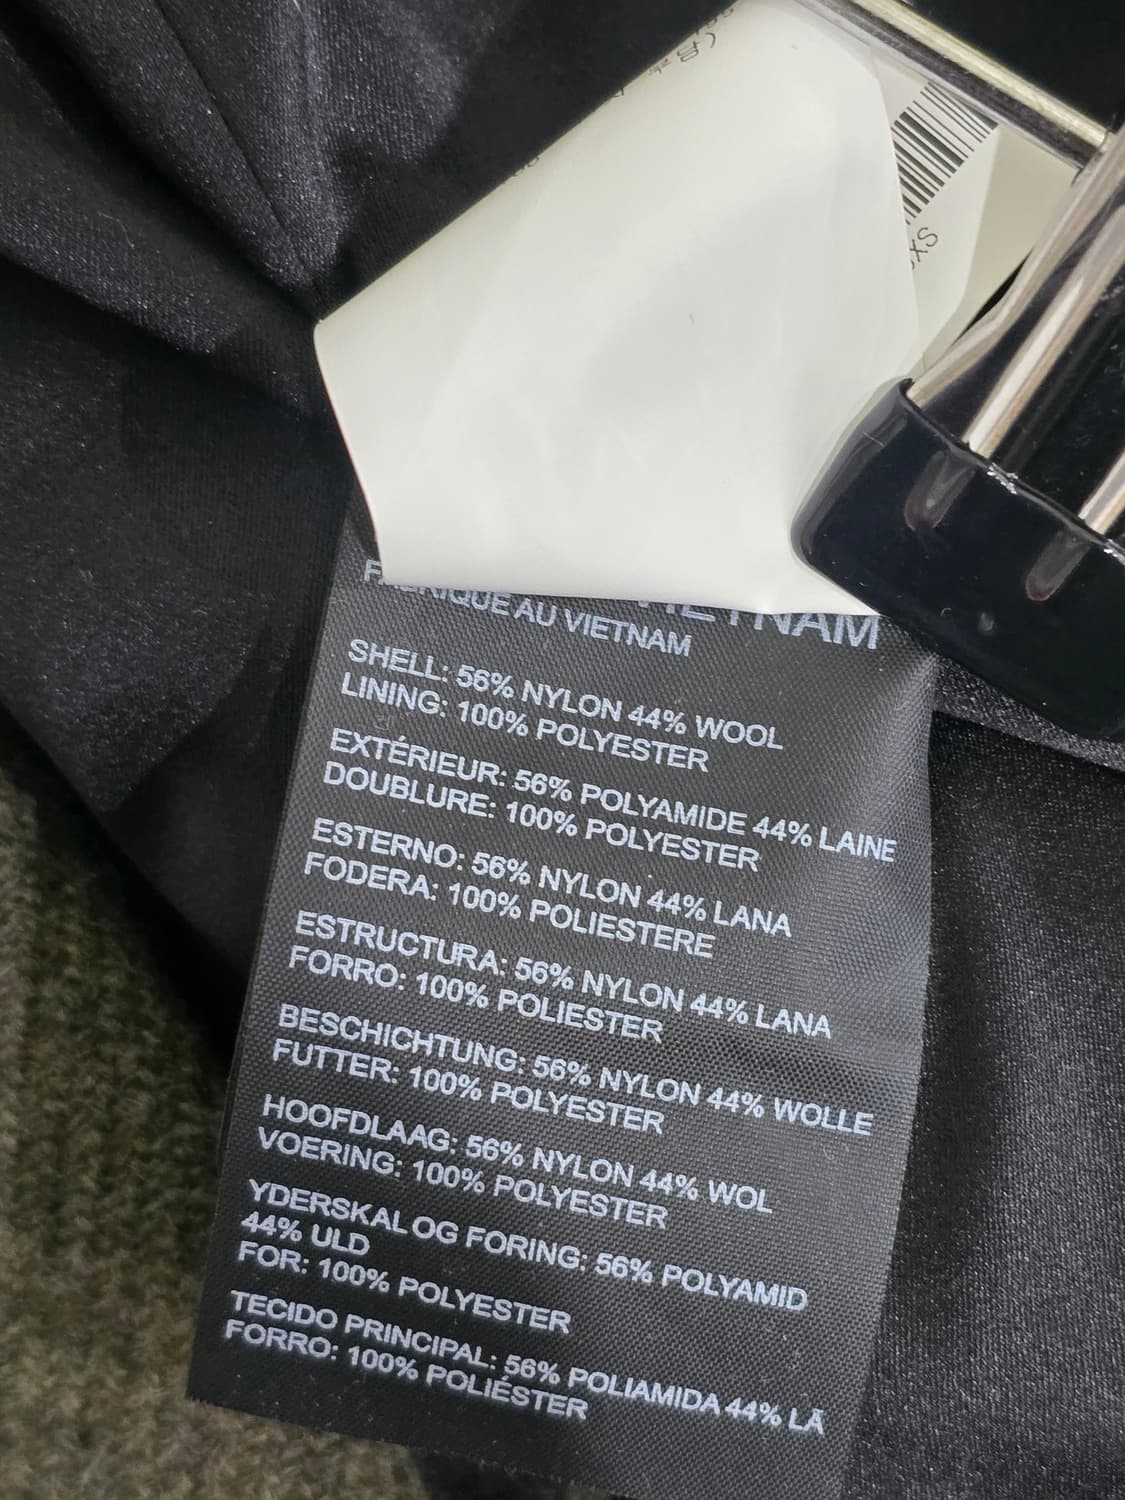 VIETNAM
FABRIQUE AU VIETNAM
SHELL: 56% NYLON 44% WOOL
LINING: 100% POLYESTER
EXTÉRIEUR: 56% POLYAMIDE 44% LAINE
DOUBLURE: 100% POLYESTER
ESTERNO: 56% NYLON 44% LANA
FODERA: 100% POLIESTERE
ESTRUCTURA: 56% NYLON 44% LANA
FORRO: 100% POLIESTER
BESCHICHTUNG: 56% NYLON 44% WOLLE
FUTTER: 100% POLYESTER
HOOFDLAAG: 56% NYLON 44% WOL
VOERING: 100% POLYESTER
YDERSKAL OG FORING: 56% POLYAMID
44% ULD
FOR: 100% POLYESTER
TECIDO PRINCIPAL: 56% POLIAMIDA 44% LÃ
FORRO: 100% POLIÉSTER